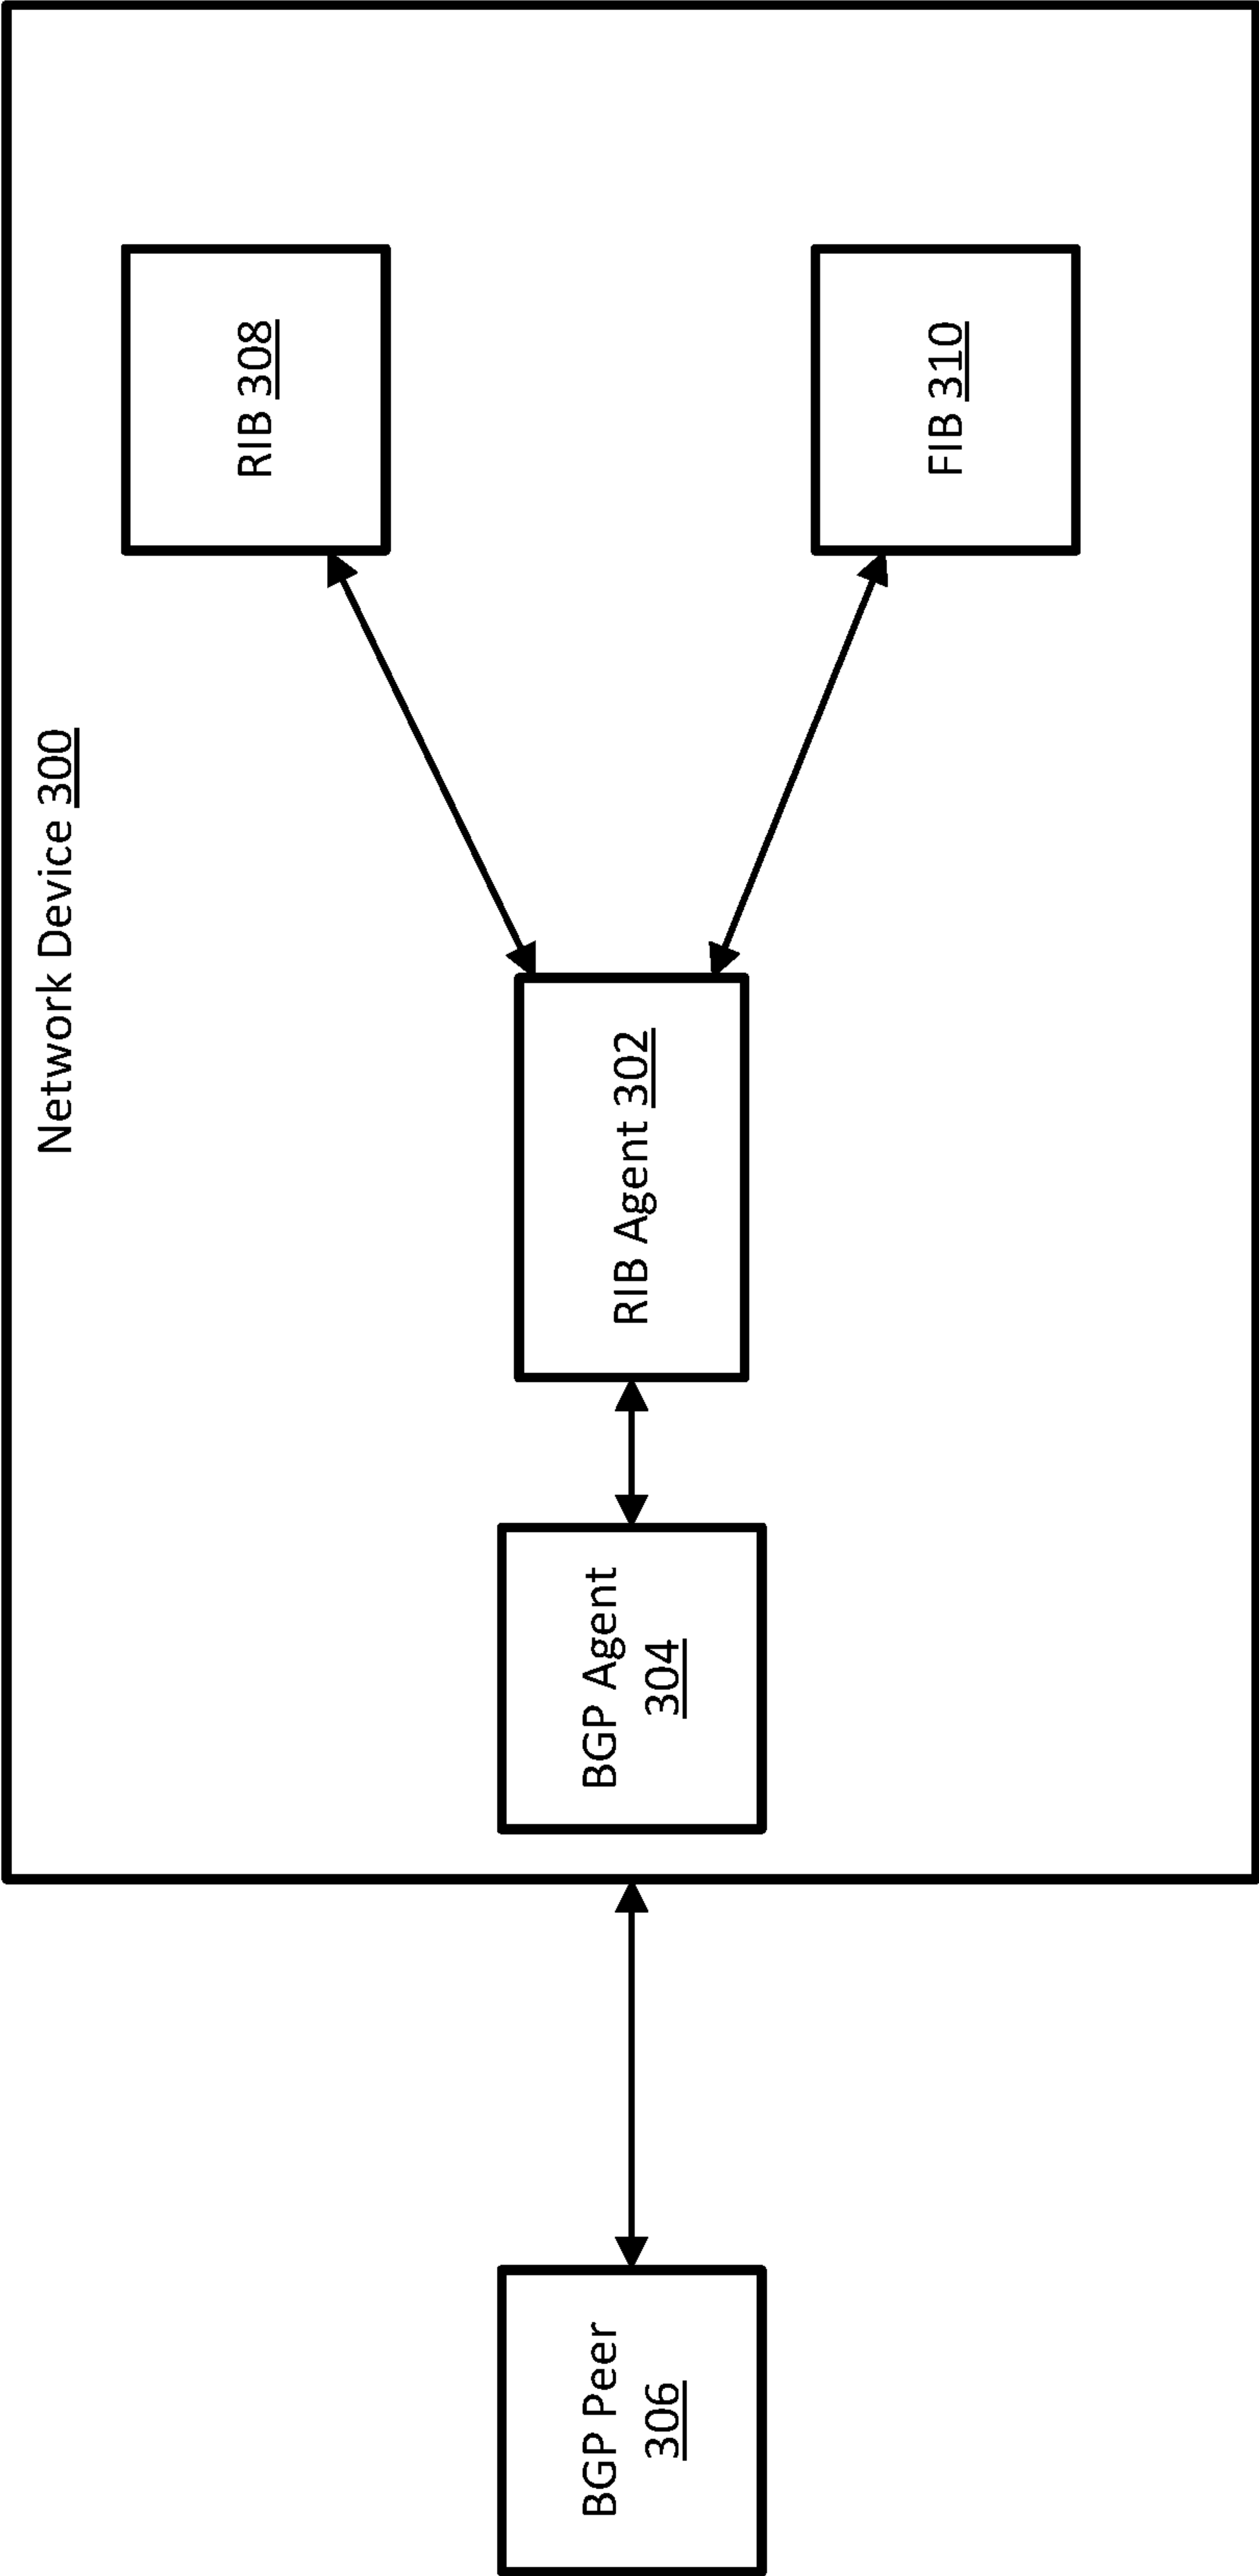 Network Device 300
RIB 308
BGP Peer
306
BGP Agent
304
RIB Agent 302
FIB 310